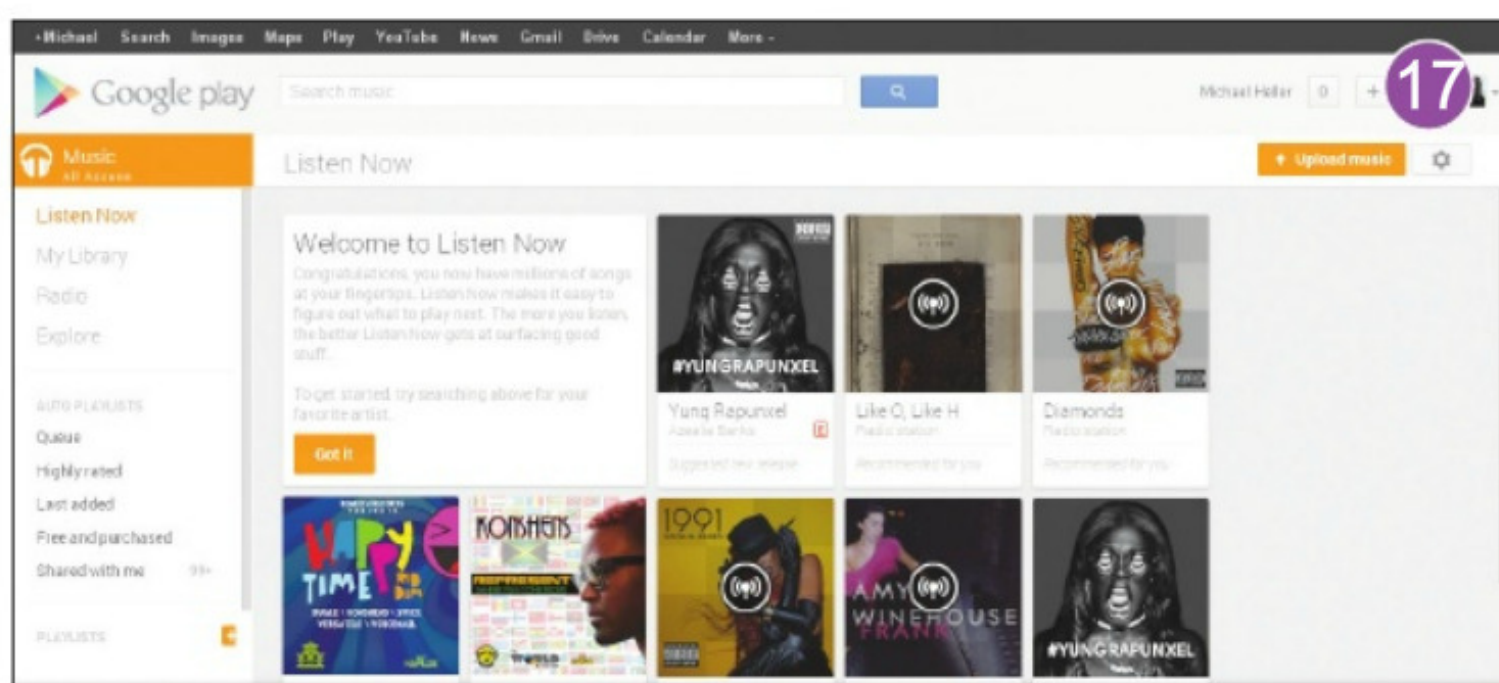 +Michael Search Images Maps Play YouTube News Gmail Drive Calendar More
17
Google play
Search music
Michael Heller 0 +
Music
All Access
Listen Now
Upload music
Listen Now
My Library
Radio
Explore
AUTO PLAYLISTS
Queue
Highly rated
Last added
Free and purchased
Shared with me 99+
PLAYLISTS
Welcome to Listen Now
Congratulations, you now have millions of songs
at your fingertips. Listen Now makes it easy to
figure out what to play next. The more you listen,
the better Listen Now gets at surfacing good
stuff.
To get started, try searching above for your
favorite artist.
Got it
#YUNGRAPUNXEL
Yung Rapunxel
Azealia Banks
E
Suggested new release
Like O, Like H
Radio station
Recommended for you
Diamonds
Radio station
Recommended for you
HAPPY
TIME
KONSHENS
REPRESENT
1991
AMY
WINEHOUSE
FRANK
#YUNGRAPUNXEL